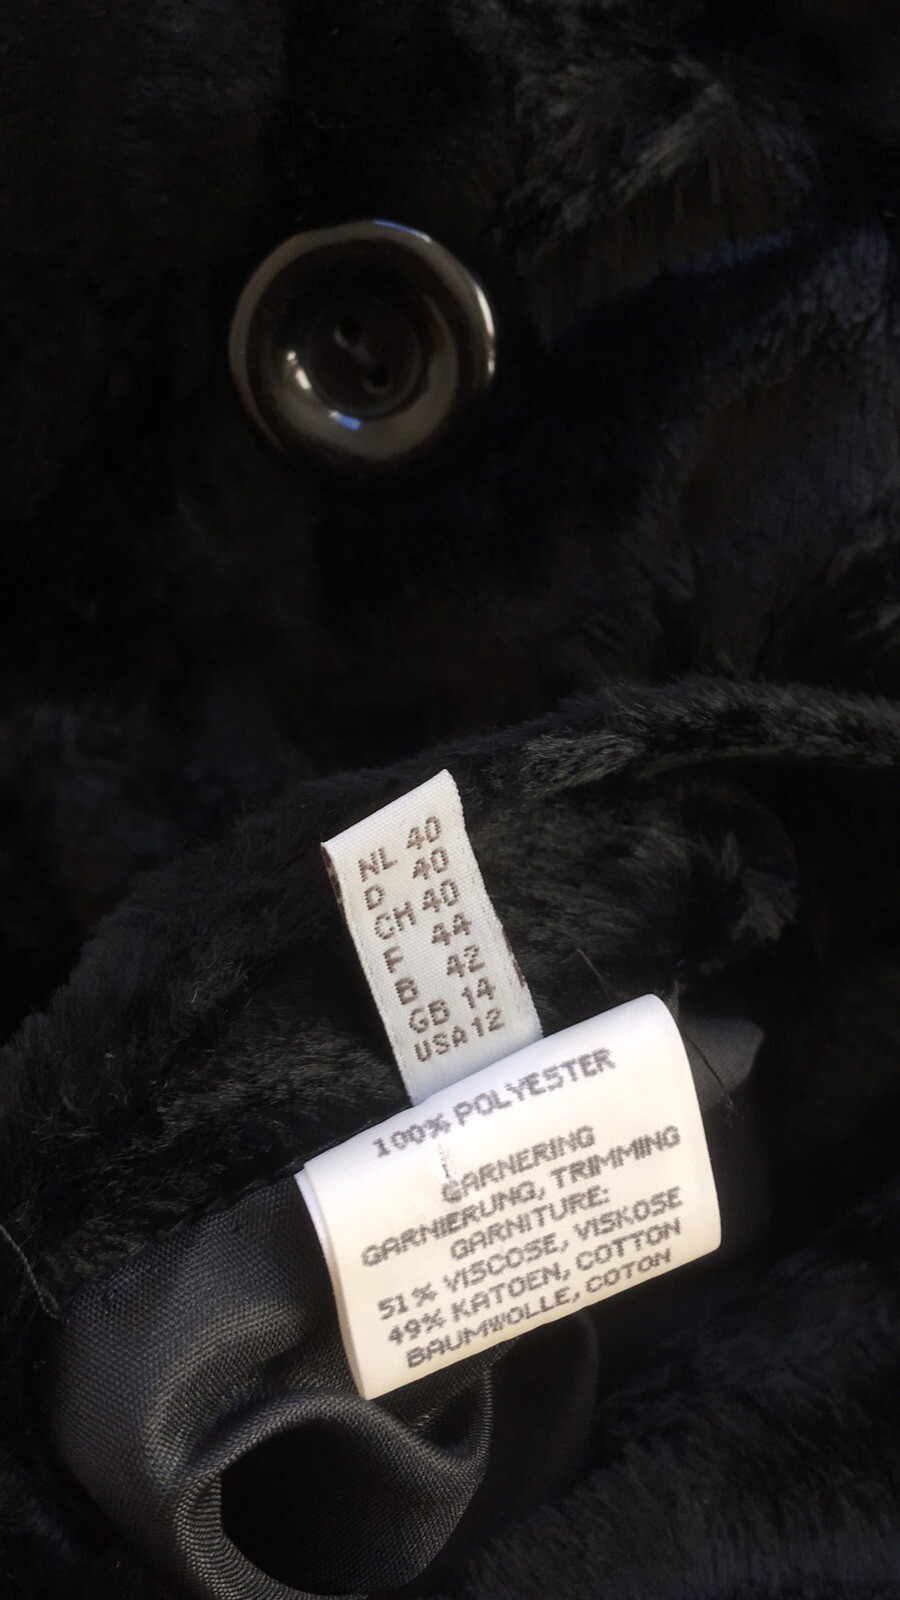 NL 40
D 40
CH 40
F 44
B 42
GB 14
USA 12
100% POLYESTER
GARNERING
GARNIERUNG, TRIMMING
GARNITURE:
51% VISCOSE, VISKOSE
49% KATOEN, COTTON
BAUMWOLLE, COTON